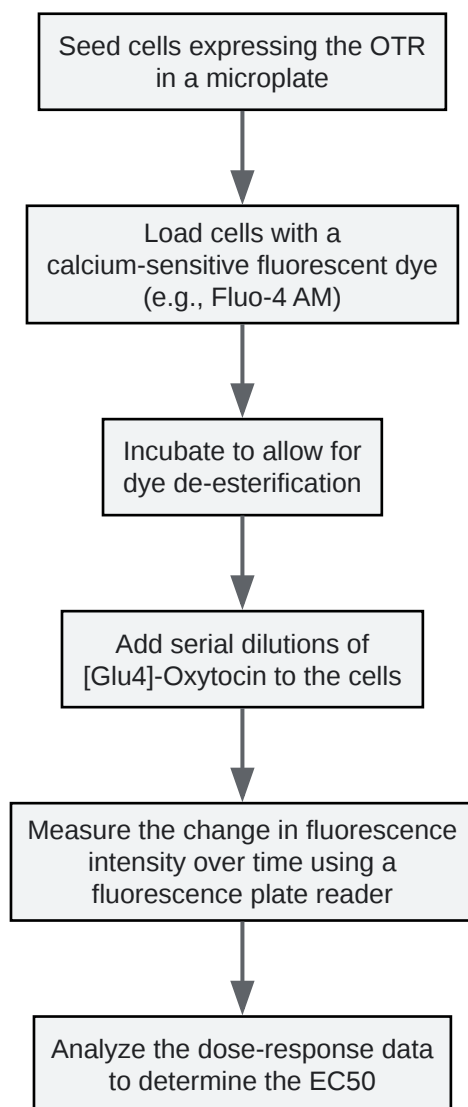 Seed cells expressing the OTR
in a microplate
Load cells with a
calcium-sensitive fluorescent dye
(e.g., Fluo-4 AM)
Incubate to allow for
dye de-esterification
Add serial dilutions of
[Glu4]-Oxytocin to the cells
Measure the change in fluorescence
intensity over time using a
fluorescence plate reader
Analyze the dose-response data
to determine the EC50